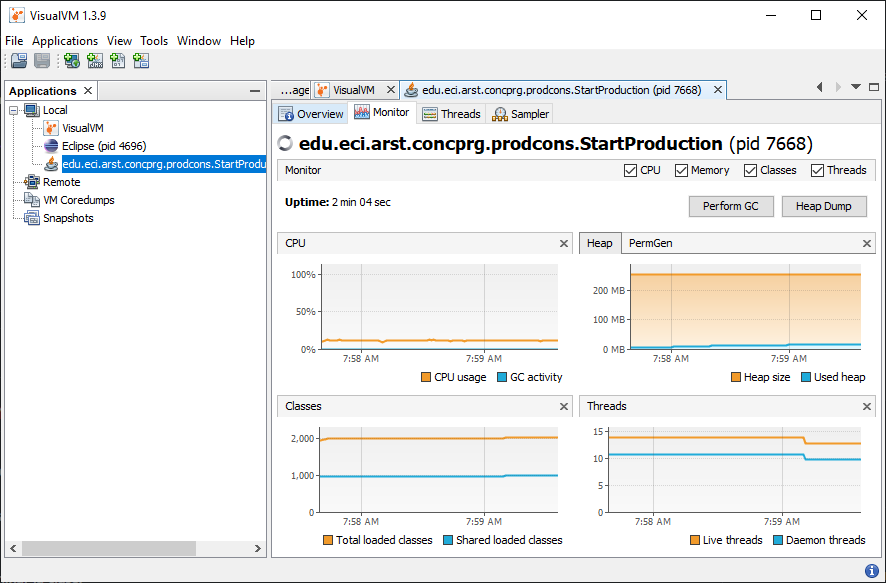 VisualVM 1.3.9
File Applications View Tools Window Help
Applications
...age VisualVM edu.eci.arst.concprg.prodcons.StartProduction (pid 7668)
Local
VisualVM
Eclipse (pid 4696)
edu.eci.arst.concprg.prodcons.StartProdu
Remote
VM Coredumps
Snapshots
Overview Monitor Threads Sampler
edu.eci.arst.concprg.prodcons.StartProduction (pid 7668)
Monitor CPU Memory Classes Threads
Uptime: 2 min 04 sec Perform GC Heap Dump
CPU
100%
50%
0%
7:58 AM 7:59 AM
CPU usage GC activity
Heap PermGen
200 MB
100 MB
0 MB
7:58 AM 7:59 AM
Heap size Used heap
Classes
2,000
1,000
0
7:58 AM 7:59 AM
Total loaded classes Shared loaded classes
Threads
15
10
5
0
7:58 AM 7:59 AM
Live threads Daemon threads